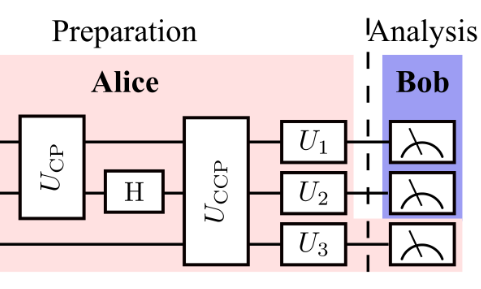 Preparation
Analysis
Alice
Bob
U_CP
H
U_CCP
U_1
U_2
U_3